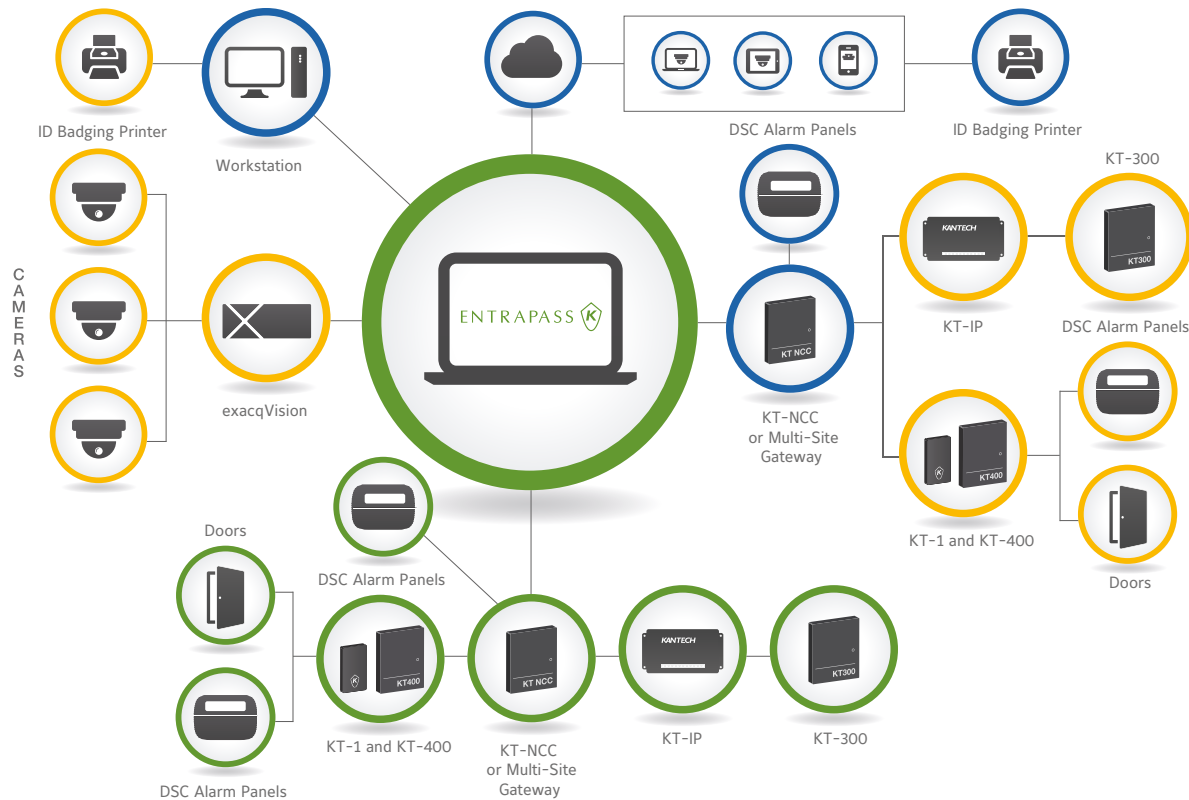 ID Badging Printer
Workstation
DSC Alarm Panels
ID Badging Printer
CAMERAS
exacqVision
ENTRAPASS K
KT NCC
KT-NCC
or Multi-Site
Gateway
KANTECH
KT-IP
KT-300
KT300
DSC Alarm Panels
K
KT400
KT-1 and KT-400
Doors
DSC Alarm Panels
Doors
DSC Alarm Panels
K
KT400
KT-1 and KT-400
KT NCC
KT-NCC
or Multi-Site
Gateway
KANTECH
KT-IP
KT300
KT-300